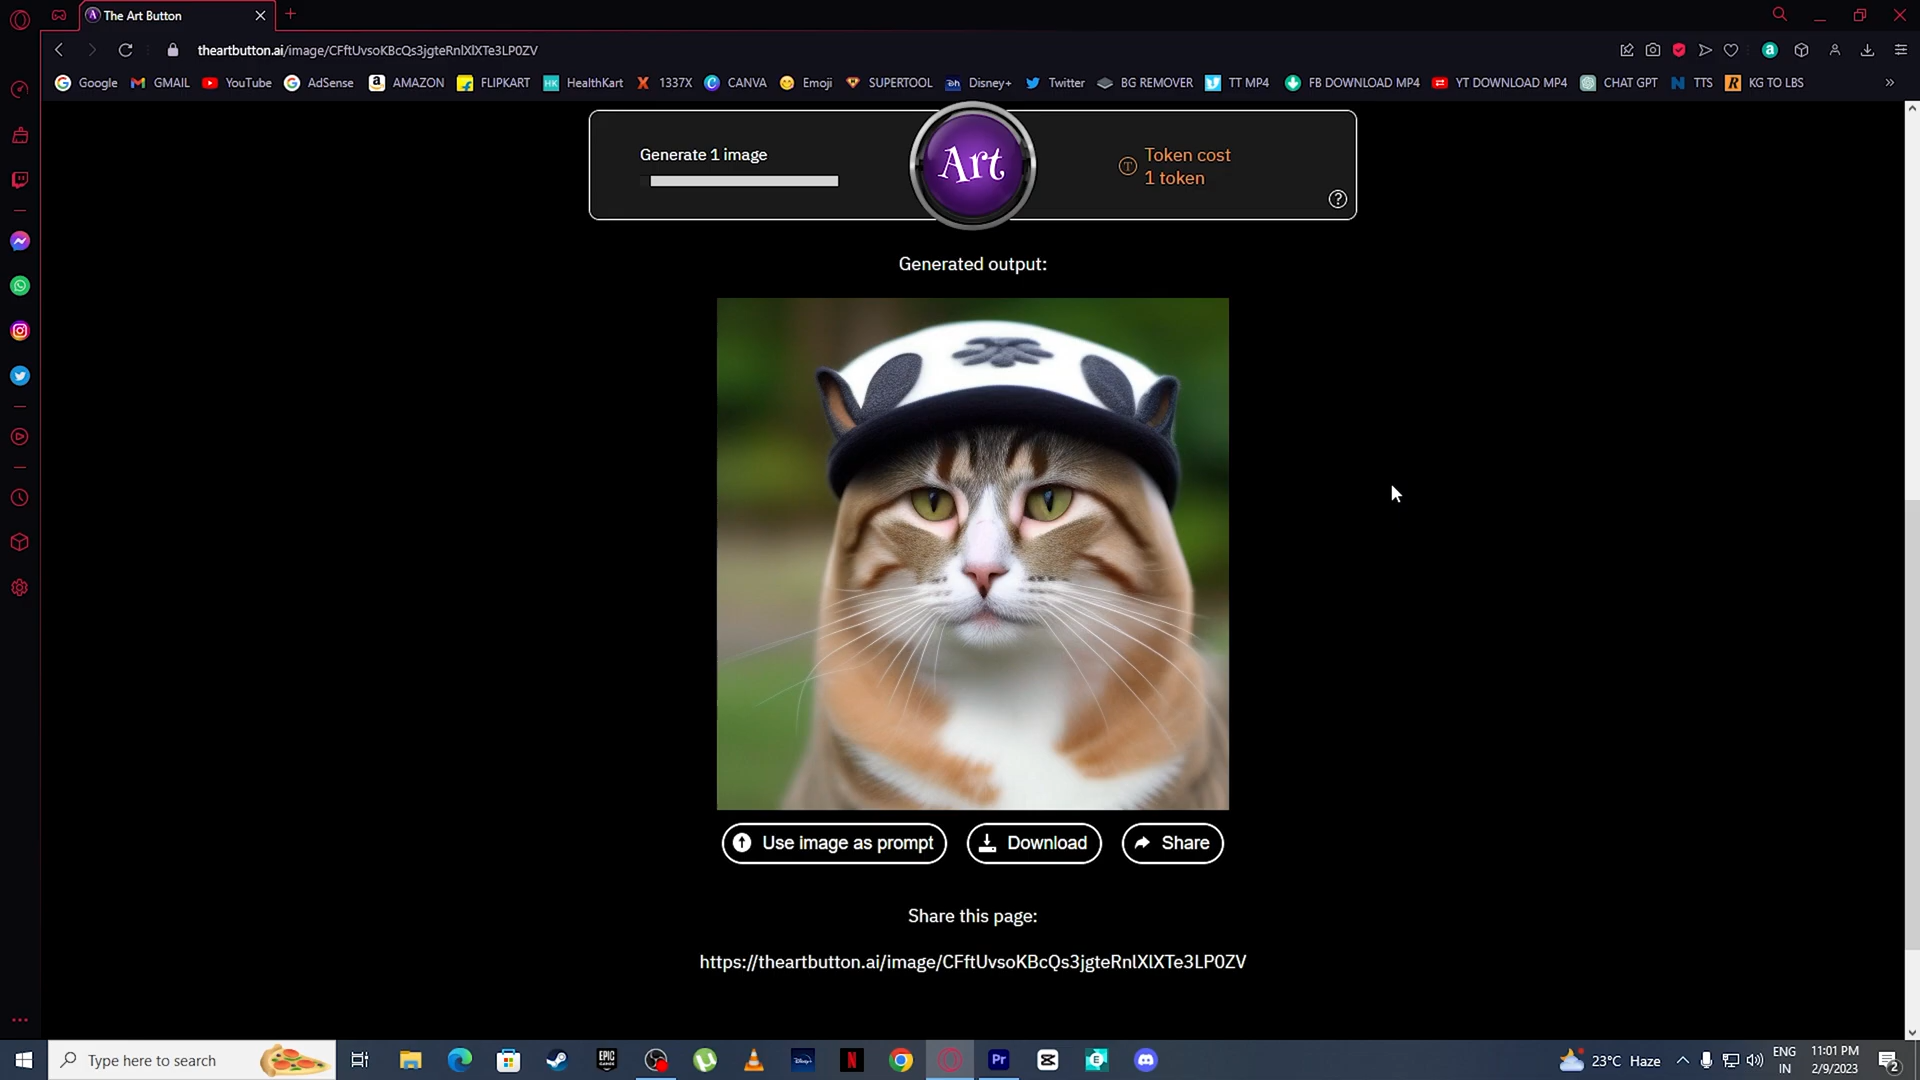 The Art Button
theartbutton.ai/image/CFftUvsoKBcQs3jgteRnlXlXTe3LP0ZV
Google GMAIL YouTube AdSense AMAZON FLIPKART HealthKart 1337X CANVA Emoji SUPERTOOL Disney+ Twitter BG REMOVER TT MP4 FB DOWNLOAD MP4 YT DOWNLOAD MP4 CHAT GPT TTS KG TO LBS
Generate 1 image
Art
Token cost
1 token
Generated output:
Use image as prompt Download Share
Share this page:
https://theartbutton.ai/image/CFftUvsoKBcQs3jgteRnlXlXTe3LP0ZV
Type here to search
23°C Haze
ENG
IN
11:01 PM
2/9/2023
2